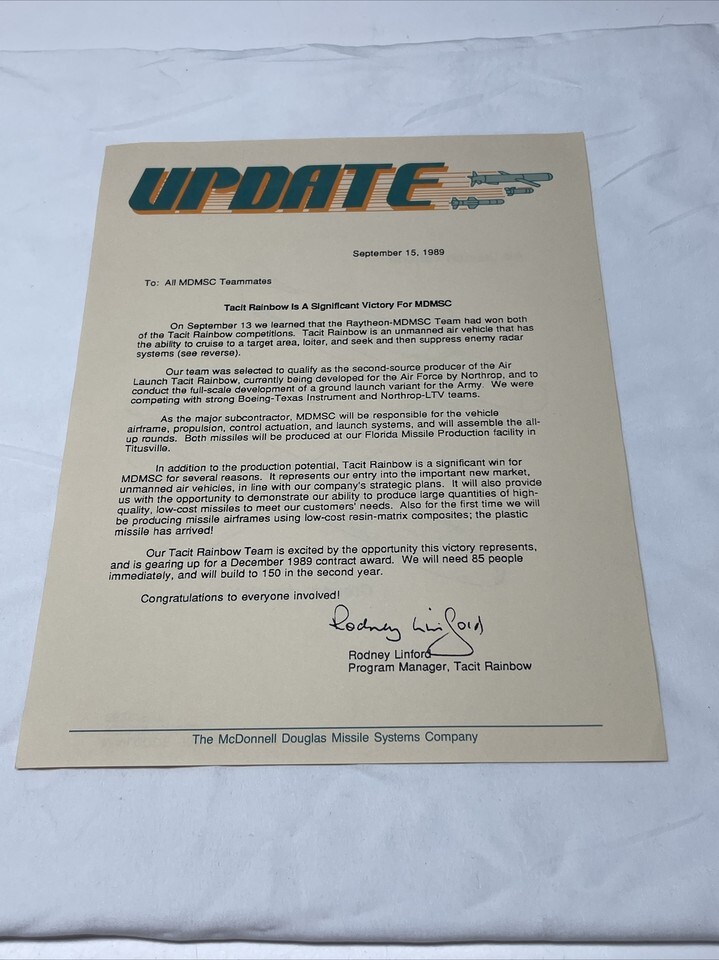 UPDATE
September 15, 1989
To: All MDMSC Teammates
Tacit Rainbow Is A Significant Victory For MDMSC
On September 13 we learned that the Raytheon-MDMSC Team had won both
of the Tacit Rainbow competitions. Tacit Rainbow is an unmanned air vehicle that has
the ability to cruise to a target area, loiter, and seek and then suppress enemy radar
systems (see reverse).
Our team was selected to qualify as the second-source producer of the Air
Launch Tacit Rainbow, currently being developed for the Air Force by Northrop, and to
conduct the full-scale development of a ground launch variant for the Army. We were
competing with strong Boeing-Texas Instrument and Northrop-LTV teams.
As the major subcontractor, MDMSC will be responsible for the vehicle
airframe, propulsion, control actuation, and launch systems, and will assemble the all-
up rounds. Both missiles will be produced at our Florida Missile Production facility in
Titusville.
In addition to the production potential, Tacit Rainbow is a significant win for
MDMSC for several reasons. It represents our entry into the important new market,
unmanned air vehicles, in line with our company's strategic plans. It will also provide
us with the opportunity to demonstrate our ability to produce large quantities of high-
quality, low-cost missiles to meet our customers' needs. Also for the first time we will
be producing missile airframes using low-cost resin-matrix composites; the plastic
missile has arrived!
Our Tacit Rainbow Team is excited by the opportunity this victory represents,
and is gearing up for a December 1989 contract award. We will need 85 people
immediately, and will build to 150 in the second year.
Congratulations to everyone involved!
Rodney Linford
Rodney Linford
Program Manager, Tacit Rainbow
The McDonnell Douglas Missile Systems Company